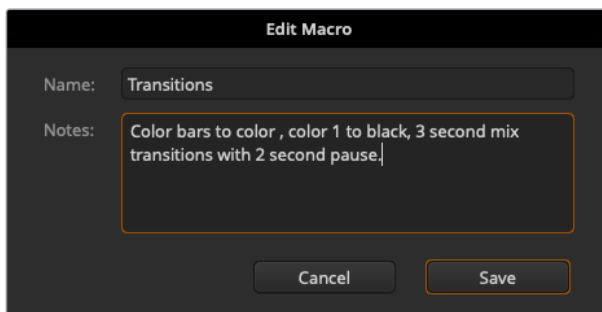 Edit Macro
Name: Transitions
Notes: Color bars to color , color 1 to black, 3 second mix
transitions with 2 second pause.
Cancel Save